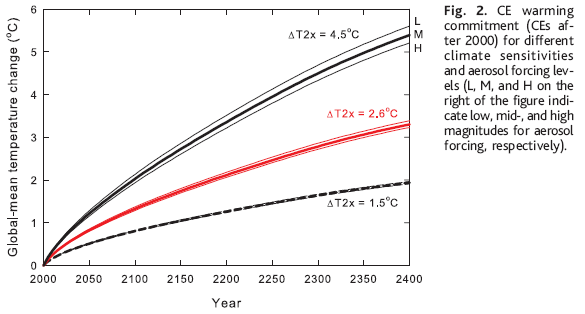 6
5
4
3
2
1
0
Global-mean temperature change (°C)
2000
2050
2100
2150
2200
2250
2300
2350
2400
Year
ΔT2x = 4.5°C
ΔT2x = 2.6°C
ΔT2x = 1.5°C
L
M
H
Fig. 2. CE warming
commitment (CEs af-
ter 2000) for different
climate sensitivities
and aerosol forcing lev-
els (L, M, and H on the
right of the figure indi-
cate low, mid-, and high
magnitudes for aerosol
forcing, respectively).